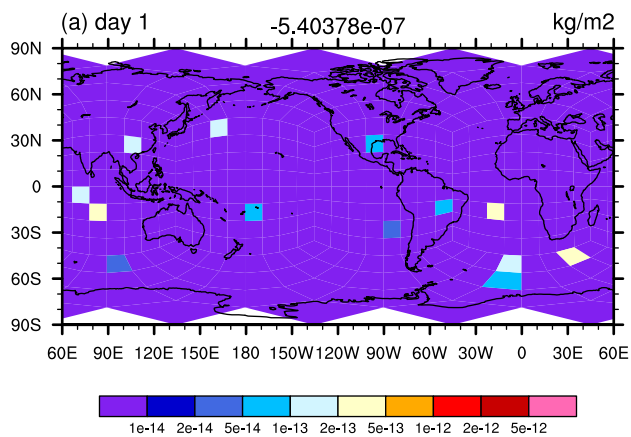 (a) day 1 -5.40378e-07 kg/m2
90N
60N
30N
0
30S
60S
90S
60E 90E 120E 150E 180 150W 120W 90W 60W 30W 0 30E 60E
1e-14 2e-14 5e-14 1e-13 2e-13 5e-13 1e-12 2e-12 5e-12